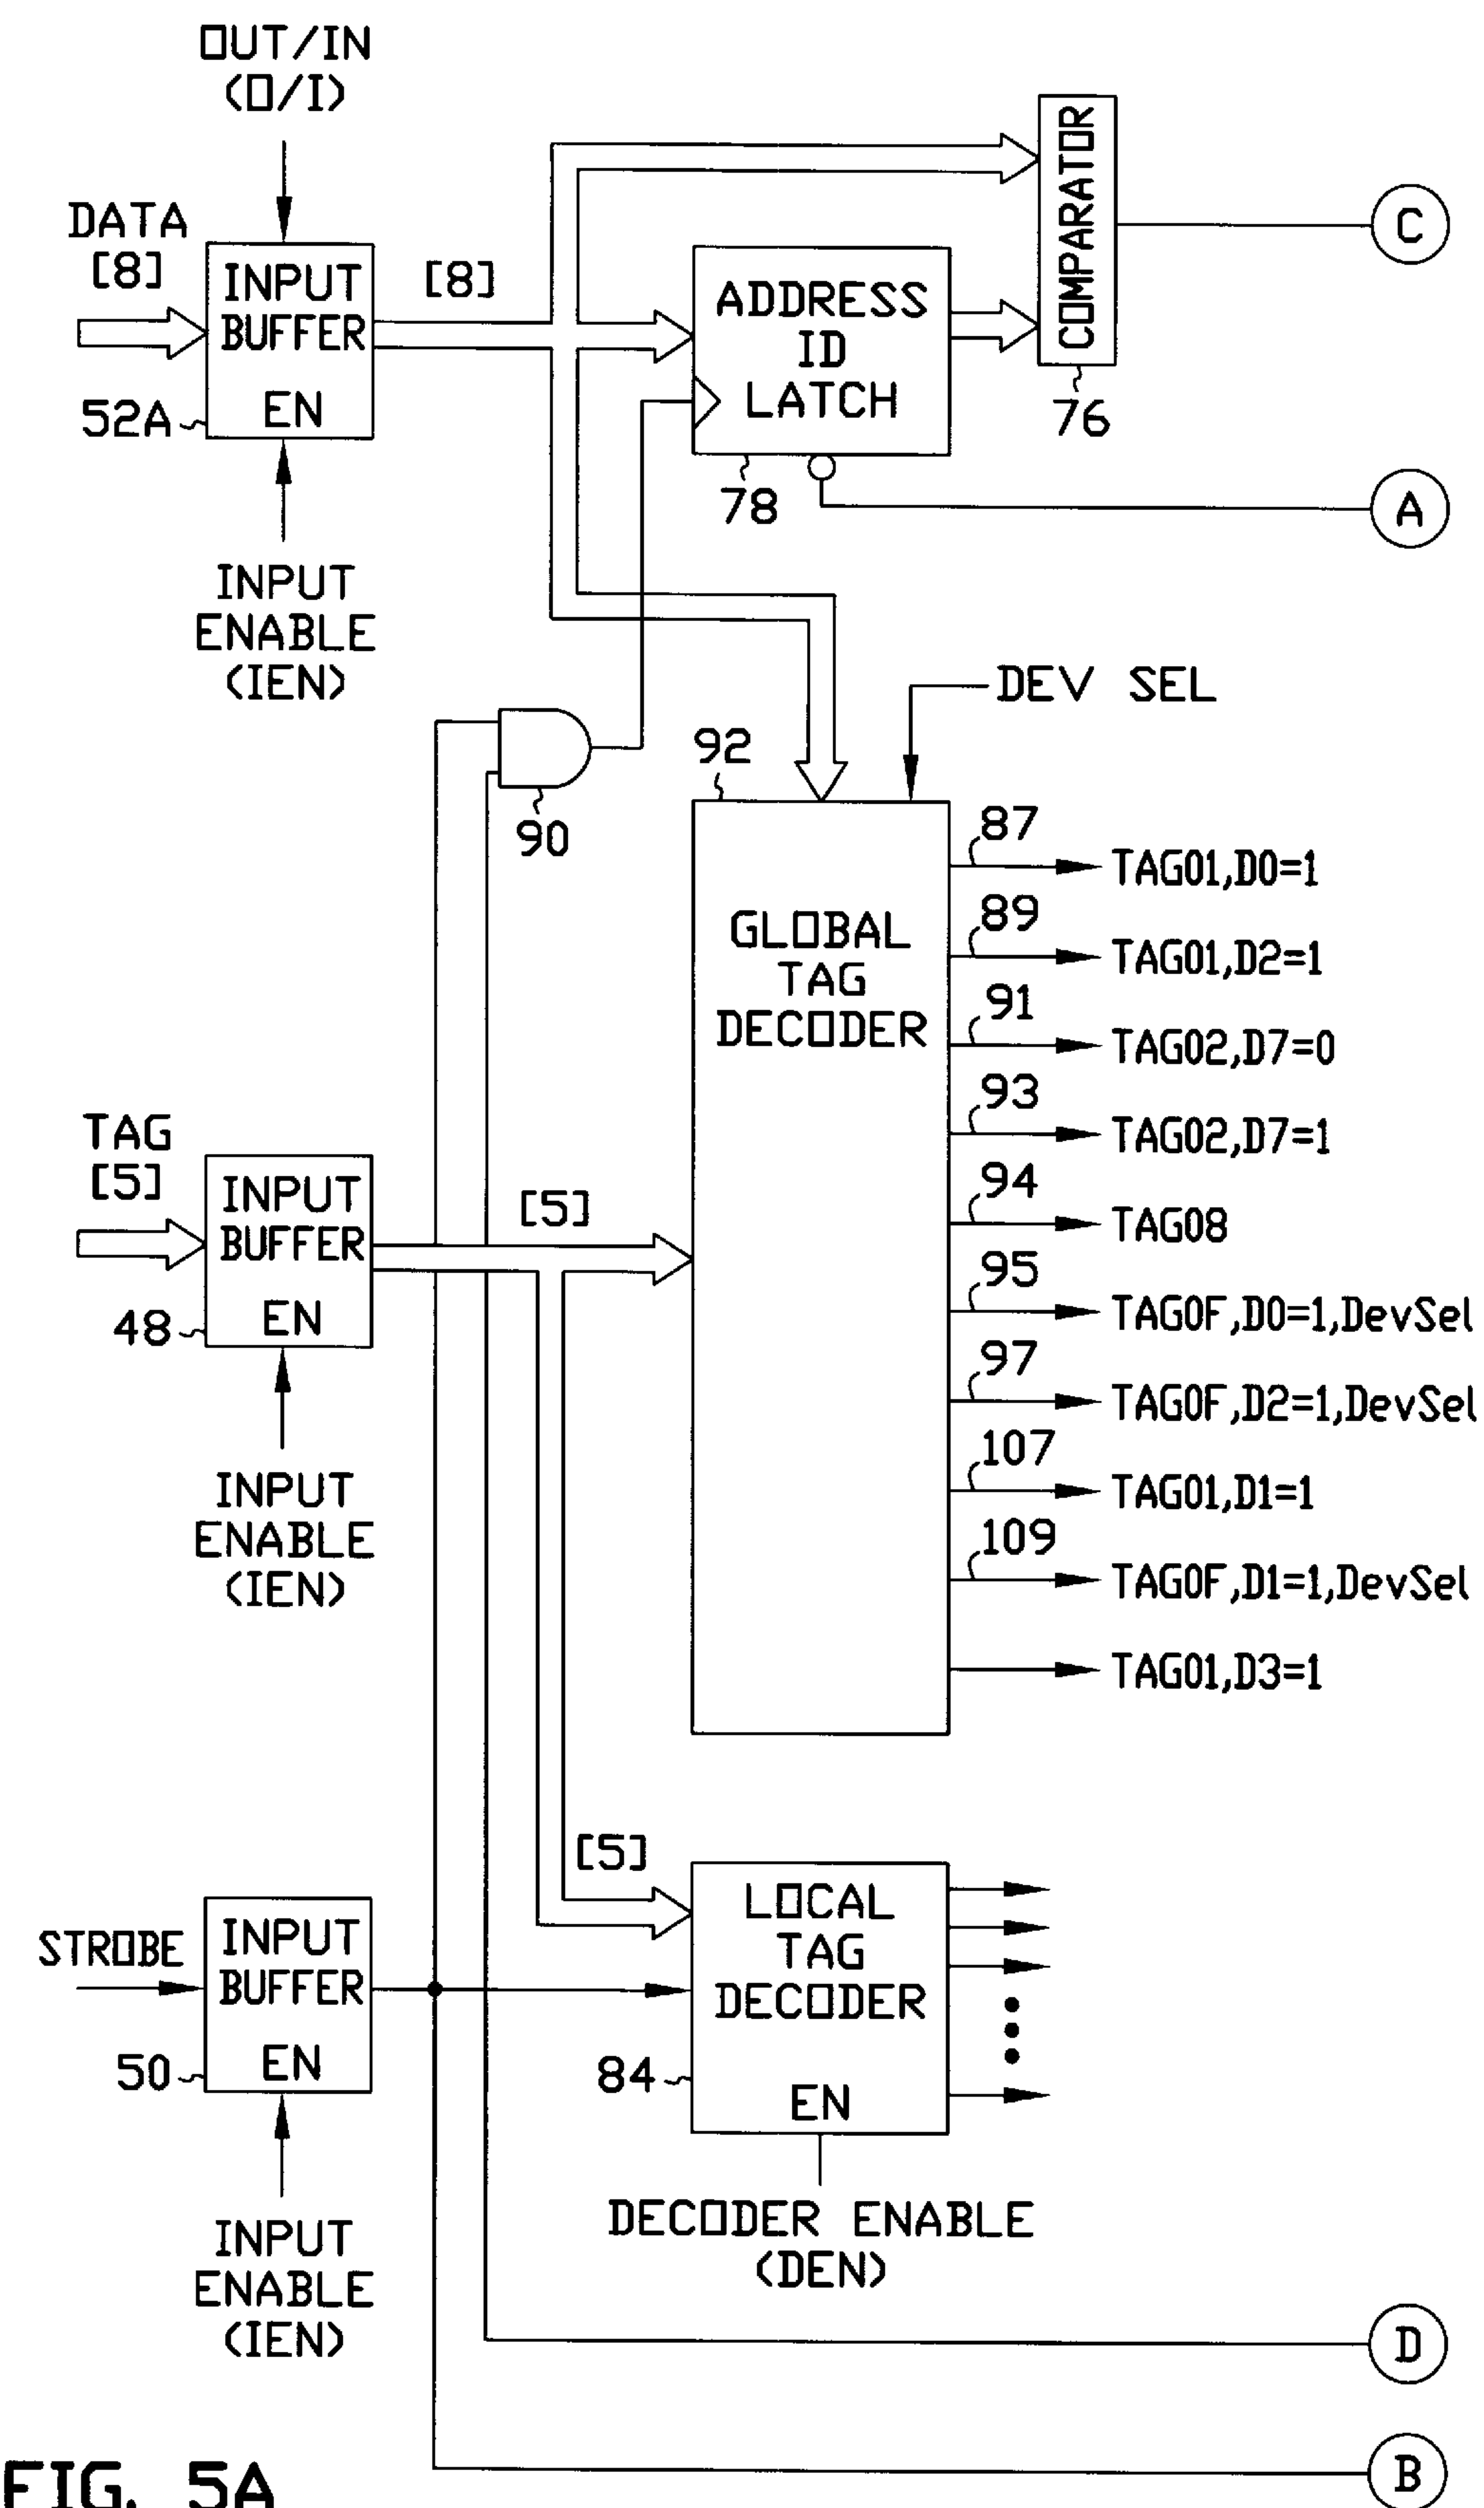 OUT/IN
(O/I)
DATA
[8]
INPUT
BUFFER
EN
52A
INPUT
ENABLE
(IEN)
[8]
ADDRESS
ID
LATCH
78
COMPARATOR
76
C
A
DEV SEL
90
92
GLOBAL
TAG
DECODER
87
TAG01,D0=1
89
TAG01,D2=1
91
TAG02,D7=0
93
TAG02,D7=1
94
TAG08
95
TAG0F,D0=1,DevSel
97
TAG0F,D2=1,DevSel
107
TAG01,D1=1
109
TAG0F,D1=1,DevSel
TAG01,D3=1
TAG
[5]
INPUT
BUFFER
EN
48
INPUT
ENABLE
(IEN)
[5]
[5]
STROBE
INPUT
BUFFER
EN
50
INPUT
ENABLE
(IEN)
LOCAL
TAG
DECODER
EN
84
DECODER ENABLE
(DEN)
D
B
FIG. 5A